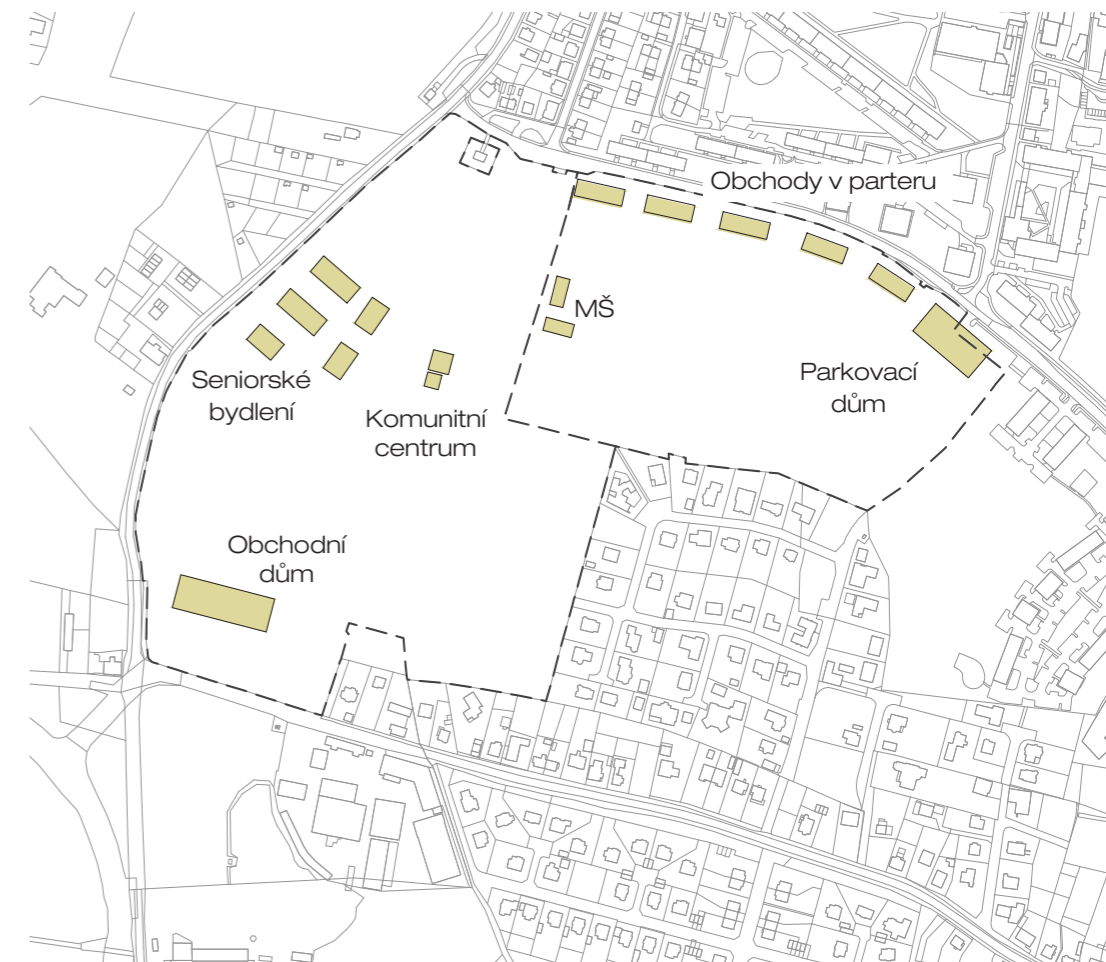 Obchody v parteru
MŠ
Parkovací
dům
Seniorské
bydlení
Komunitní
centrum
Obchodní
dům